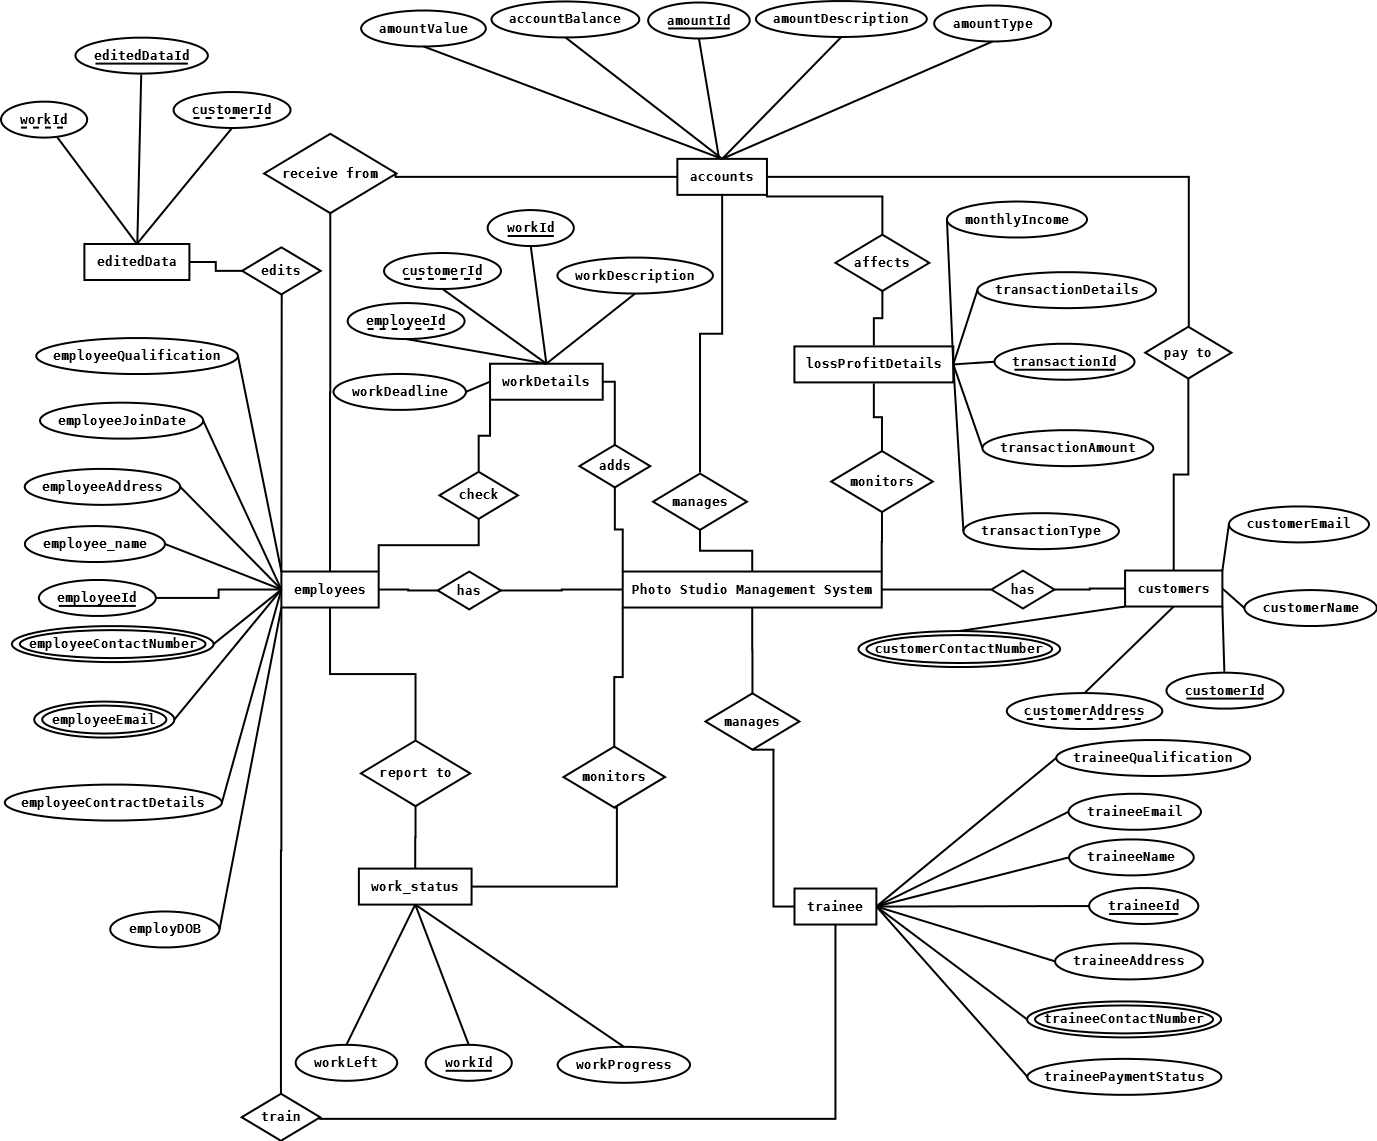 amountValue
accountBalance
amountId
amountDescription
amountType
editedDataId
workId
customerId
receive from
accounts
editedData
edits
workId
customerId
workDescription
employeeId
workDeadline
workDetails
affects
monthlyIncome
transactionDetails
lossProfitDetails
transactionId
pay to
transactionAmount
transactionType
employeeQualification
employeeJoinDate
employeeAddress
employee_name
employeeId
employeeContactNumber
employeeEmail
employeeContractDetails
employDOB
check
adds
manages
monitors
employees
has
Photo Studio Management System
has
customers
customerEmail
customerName
customerContactNumber
customerAddress
customerId
report to
monitors
manages
work_status
trainee
traineeQualification
traineeEmail
traineeName
traineeId
traineeAddress
traineeContactNumber
traineePaymentStatus
workLeft
workId
workProgress
train